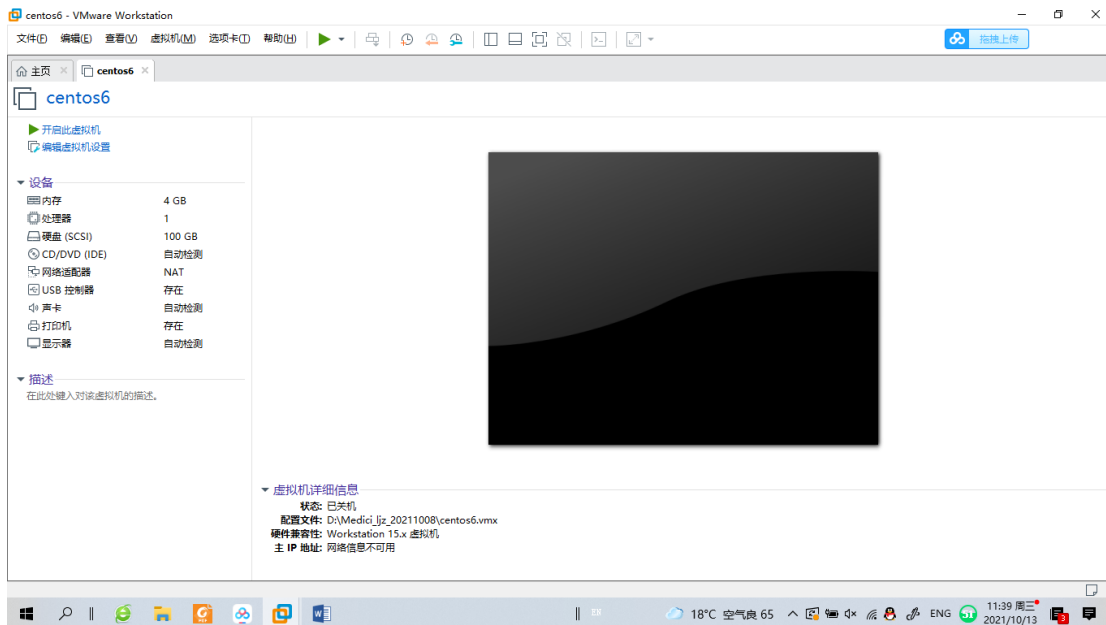 centos6 - VMware Workstation
文件(F) 编辑(E) 查看(V) 虚拟机(M) 选项卡(T) 帮助(H)
拖拽上传
主页 centos6
centos6
开启此虚拟机
编辑虚拟机设置
设备
内存 4 GB
处理器 1
硬盘 (SCSI) 100 GB
CD/DVD (IDE) 自动检测
网络适配器 NAT
USB 控制器 存在
声卡 自动检测
打印机 存在
显示器 自动检测
描述
在此处键入对该虚拟机的描述。
虚拟机详细信息
状态: 已关机
配置文件: D:\Medici_ljz_20211008\centos6.vmx
硬件兼容性: Workstation 15.x 虚拟机
主 IP 地址: 网络信息不可用
EN 18°C 空气良 65 ENG 11:39 周三
2021/10/13 3